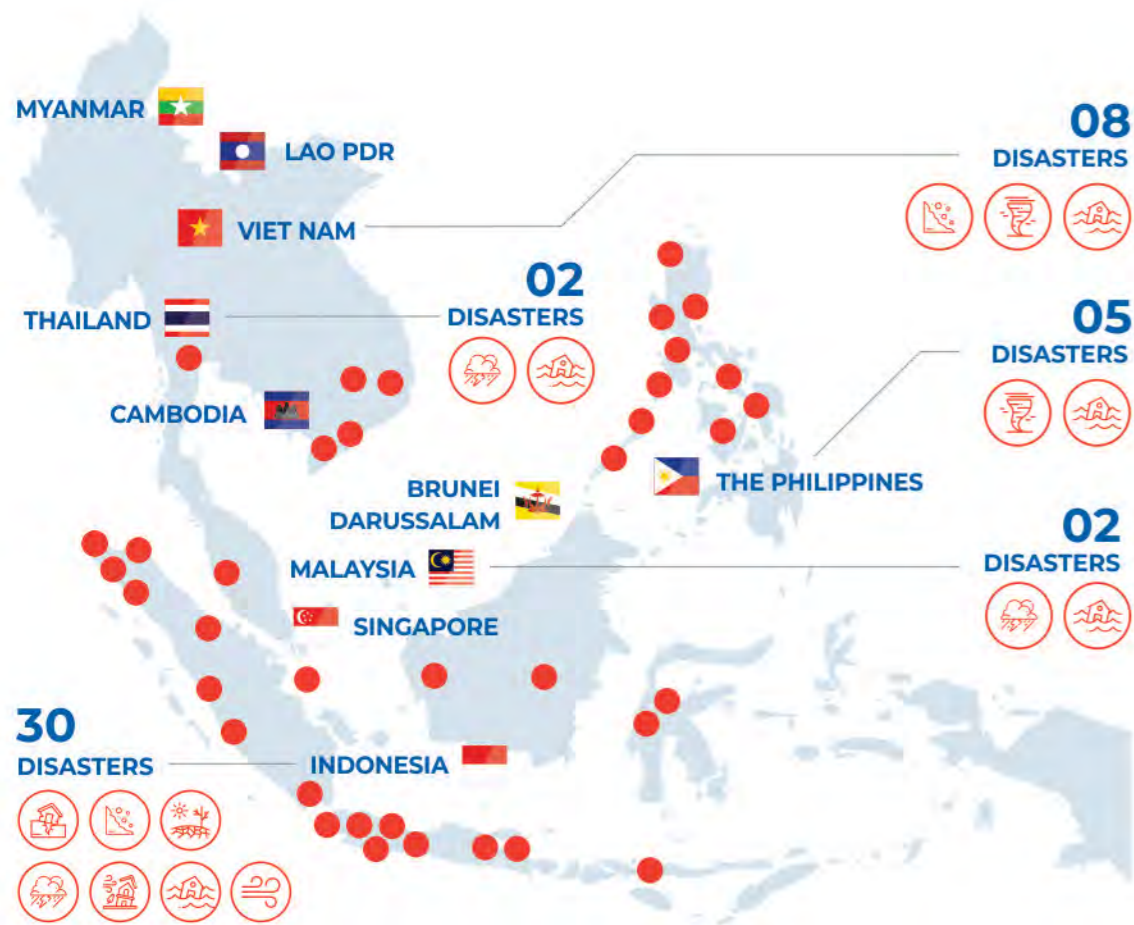 MYANMAR
LAO PDR
08
DISASTERS
VIET NAM
02
DISASTERS
THAILAND
05
DISASTERS
CAMBODIA
THE PHILIPPINES
BRUNEI
DARUSSALAM
02
DISASTERS
MALAYSIA
SINGAPORE
30
DISASTERS
INDONESIA